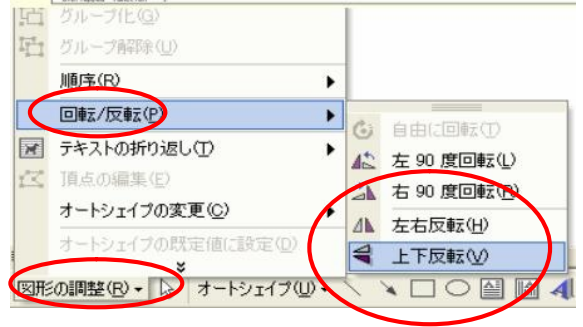 グループ化(G)
グループ解除(U)
順序(R)
回転/反転(P)
テキストの折り返し(T)
頂点の編集(E)
オートシェイプの変更(C)
オートシェイプの既定値に設定(D)
自由に回転(T)
左 90 度回転(L)
右 90 度回転(R)
左右反転(H)
上下反転(V)
図形の調整(R) オートシェイプ(U)